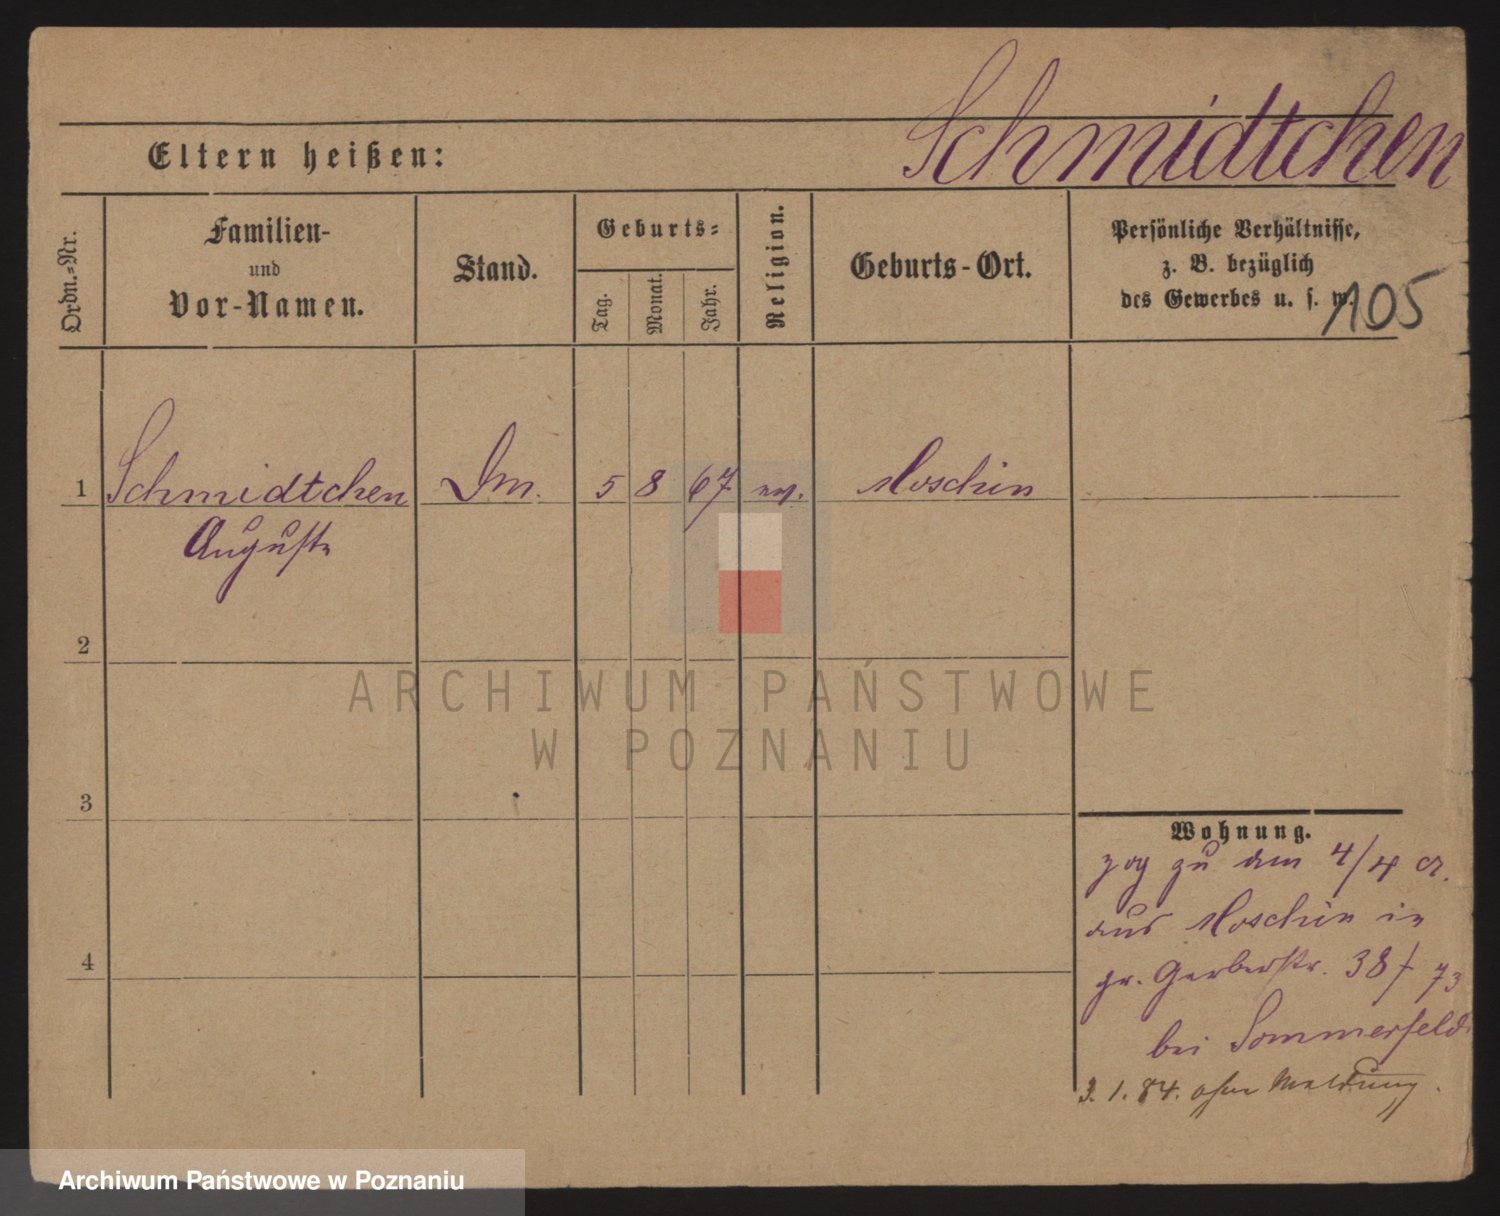 Schmidtchen
Eltern heißen:
Ordn.=Nr.
Familien-
und
Vor-Namen.
Stand.
Geburts=
Tag.
Monat.
Jahr.
Religion.
Geburts-Ort.
Persönliche Verhältnisse,
z. B. bezüglich
des Gewerbes u. s. w.
105
1 Schmidtchen Dm. 5 8 67 ev. Moschin
Auguste
2
ARCHIWUM PAŃSTWOWE
W POZNANIU
3
Wohnung.
zog zu am 4/4 cr.
aus Moschin in
4
gr. Gerberstr. 38/ 73
bei Sommerfeld
3. 1. 84. ohne Meldung.
Archiwum Państwowe w Poznaniu